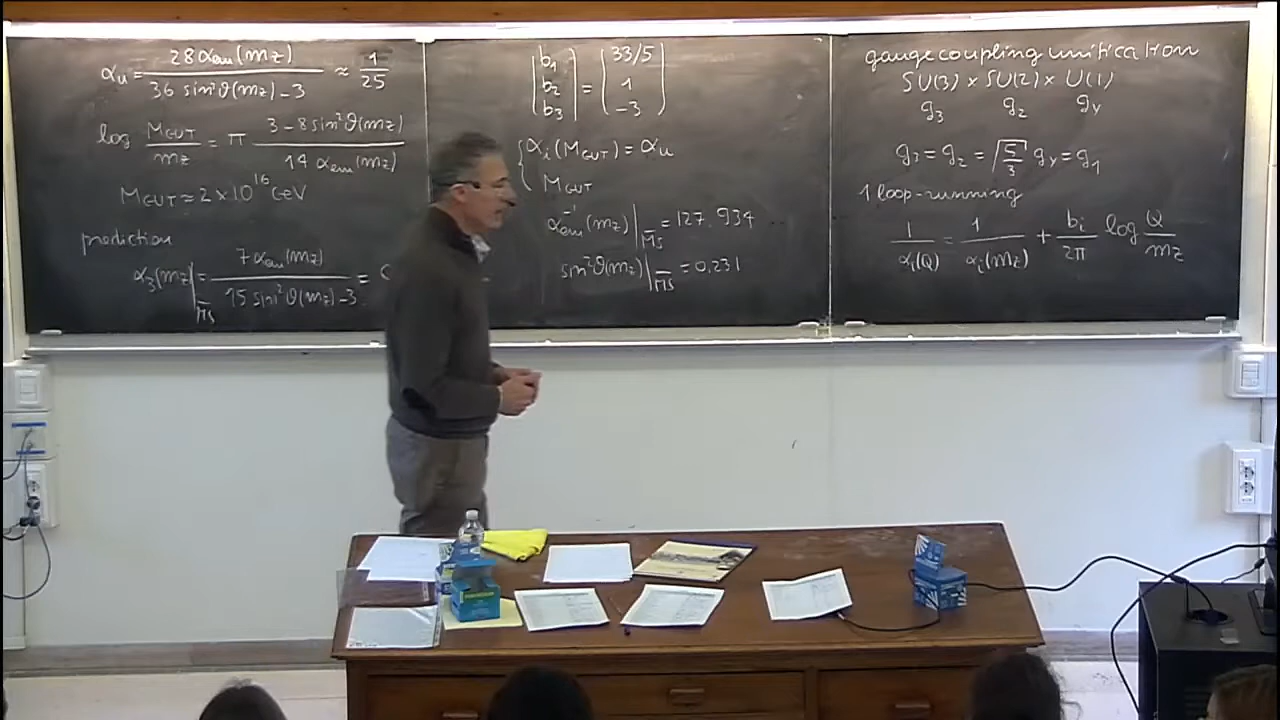 α_u = 28 α_em(m_Z) / (36 sin²θ(m_Z) - 3) ≈ 1/25
log M_GUT/m_Z = π (3 - 8 sin²θ(m_Z)) / (14 α_em(m_Z))
M_GUT ≈ 2 x 10^16 GeV
prediction
α_3(m_Z)|_M̄S = 7 α_em(m_Z) / (15 sin²θ(m_Z) - 3) =
(b_1 b_2 b_3) = (33/5 1 -3)
{ α_i(M_GUT) = α_u
M_GUT
α_em^-1(m_Z)|_M̄S = 127.934
sin²θ(m_Z)|_M̄S = 0,231
gauge coupling unification
SU(3) × SU(2) × U(1)
g_3 g_2 g_Y
g_3 = g_2 = √5/3 g_Y = g_1
1 loop-running
1/α_i(Q) = 1/α_i(m_Z) + b_i/2π log Q/m_Z